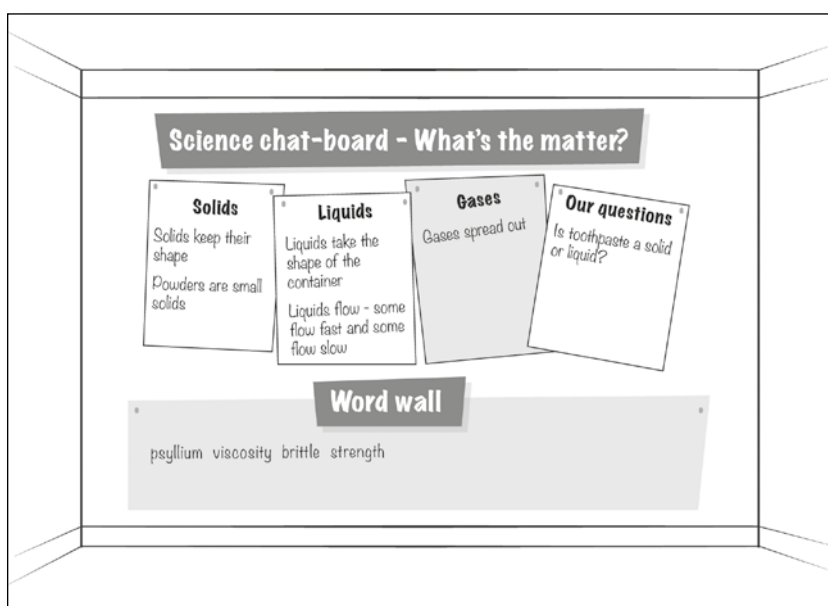 Science chat-board - What's the matter?
Solids
Solids keep their
shape
Powders are small
solids
Liquids
Liquids take the
shape of the
container
Liquids flow - some
flow fast and some
flow slow
Gases
Gases spread out
Our questions
Is toothpaste a solid
or liquid?
Word wall
psyllium viscosity brittle strength